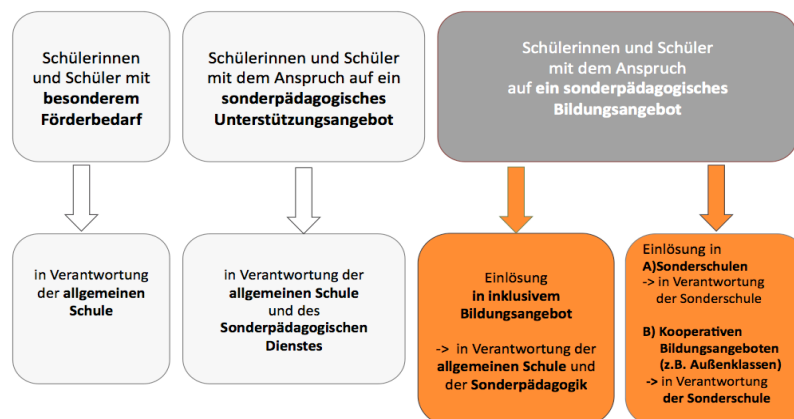 Schülerinnen
und Schüler mit
besonderem
Förderbedarf
Schülerinnen und Schüler
mit dem Anspruch auf ein
sonderpädagogisches
Unterstützungsangebot
Schülerinnen und Schüler
mit dem Anspruch
auf ein sonderpädagogisches
Bildungsangebot
in Verantwortung
der allgemeinen
Schule
in Verantwortung der
allgemeinen Schule
und des
Sonderpädagogischen
Dienstes
Einlösung
in inklusivem
Bildungsangebot
-> in Verantwortung der
allgemeinen Schule und
der Sonderpädagogik
Einlösung in
A)Sonderschulen
-> in Verantwortung
der Sonderschule
B) Kooperativen
Bildungsangeboten
(z.B. Außenklassen)
-> in Verantwortung
der Sonderschule